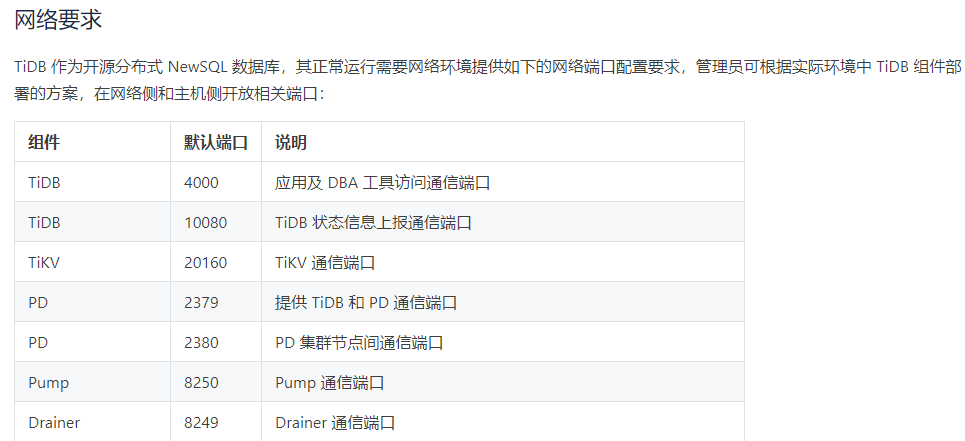 网络要求
TiDB 作为开源分布式 NewSQL 数据库，其正常运行需要网络环境提供如下的网络端口配置要求，管理员可根据实际环境中 TiDB 组件部
署的方案，在网络侧和主机侧开放相关端口：
组件 默认端口 说明
TiDB 4000 应用及 DBA 工具访问通信端口
TiDB 10080 TiDB 状态信息上报通信端口
TiKV 20160 TiKV 通信端口
PD 2379 提供 TiDB 和 PD 通信端口
PD 2380 PD 集群节点间通信端口
Pump 8250 Pump 通信端口
Drainer 8249 Drainer 通信端口